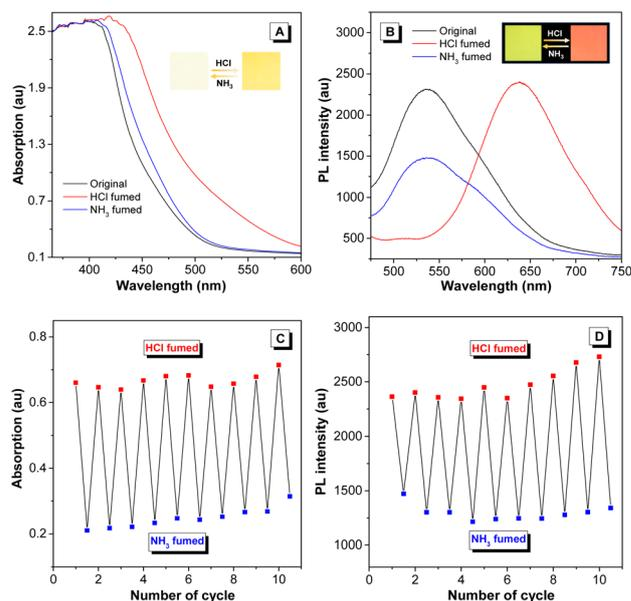 A
2.5
1.9
1.3
0.7
0.1
Absorption (au)
HCl
NH3
Original
HCl fumed
NH3 fumed
400 450 500 550 600
Wavelength (nm)
B
3000
2500
2000
1500
1000
500
PL intensity (au)
HCl
NH3
Original
HCl fumed
NH3 fumed
500 550 600 650 700 750
Wavelength (nm)
C
0.8
0.6
0.4
0.2
Absorption (au)
HCl fumed
NH3 fumed
0 2 4 6 8 10
Number of cycle
D
3000
2500
2000
1500
1000
PL intensity (au)
HCl fumed
NH3 fumed
0 2 4 6 8 10
Number of cycle